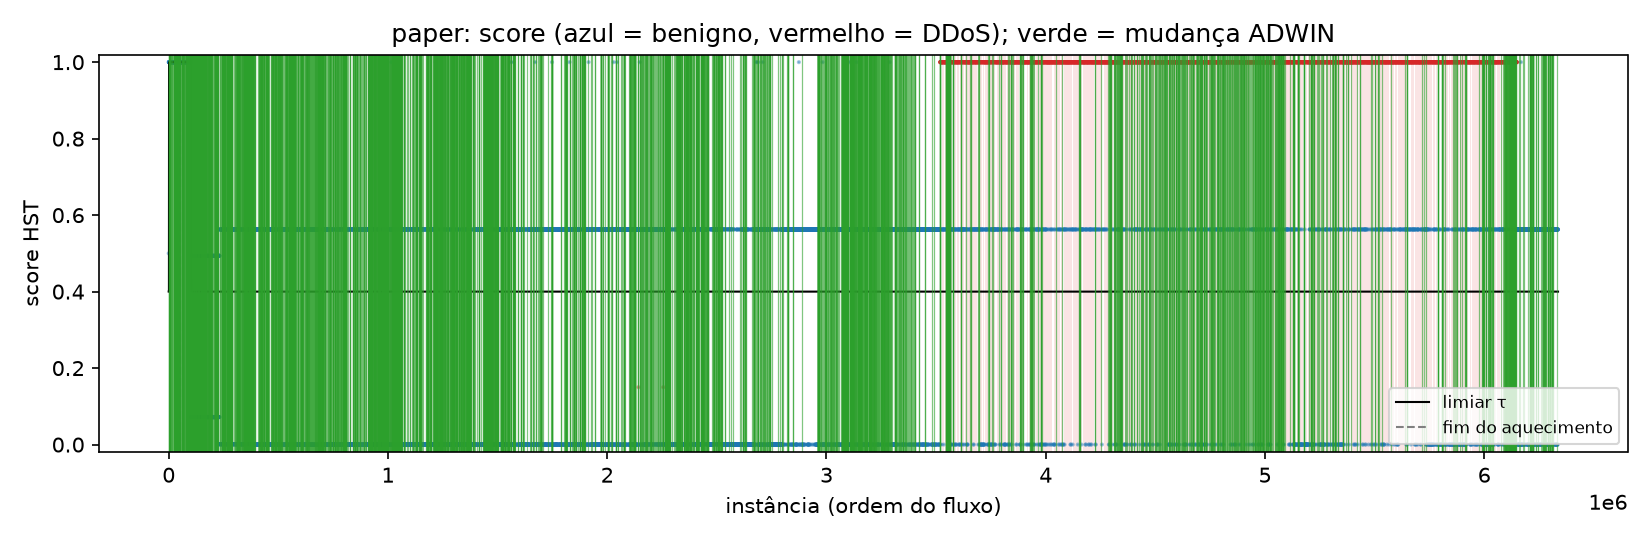 paper: score (azul = benigno, vermelho = DDoS); verde = mudança ADWIN
score HST
1.0
0.8
0.6
0.4
0.2
0.0
limiar τ
fim do aquecimento
0 1 2 3 4 5 6
1e6
instância (ordem do fluxo)